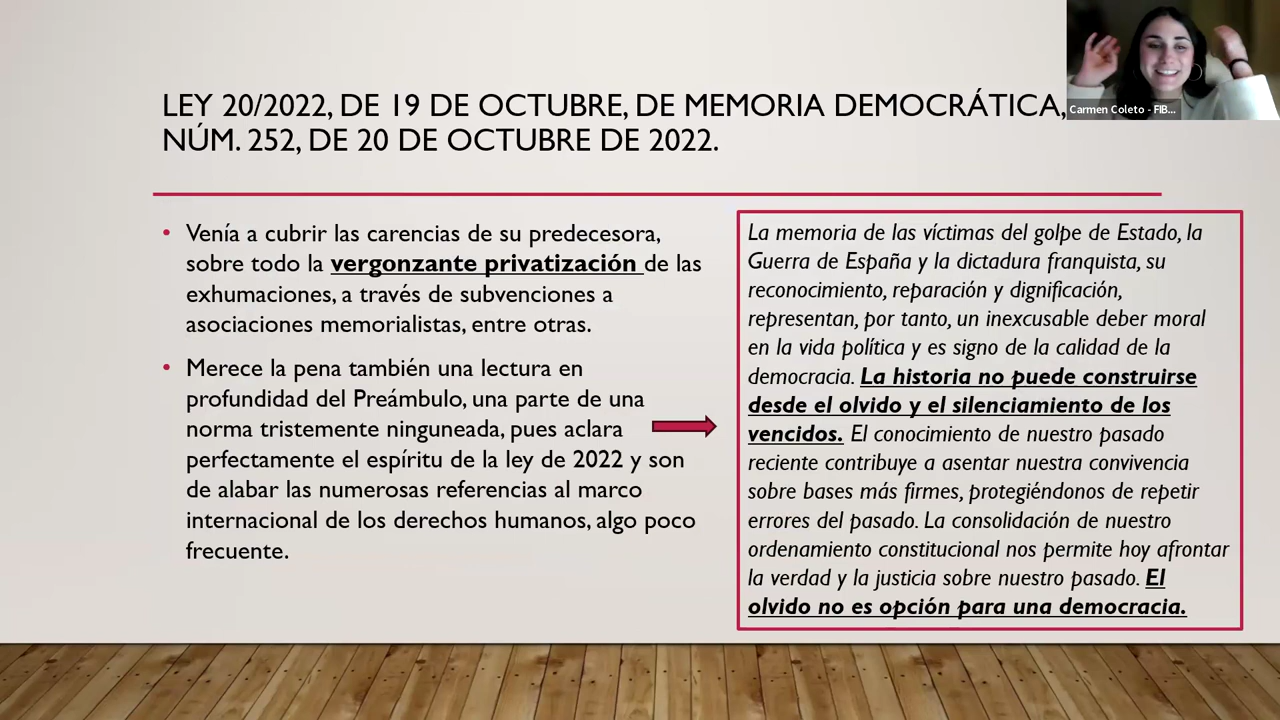 LEY 20/2022, DE 19 DE OCTUBRE, DE MEMORIA DEMOCRÁTICA,
NÚM. 252, DE 20 DE OCTUBRE DE 2022.
Carmen Coleto - FIB...
• Venía a cubrir las carencias de su predecesora,
sobre todo la vergonzante privatización de las
exhumaciones, a través de subvenciones a
asociaciones memorialistas, entre otras.
• Merece la pena también una lectura en
profundidad del Preámbulo, una parte de una
norma tristemente ninguneada, pues aclara
perfectamente el espíritu de la ley de 2022 y son
de alabar las numerosas referencias al marco
internacional de los derechos humanos, algo poco
frecuente.
La memoria de las víctimas del golpe de Estado, la
Guerra de España y la dictadura franquista, su
reconocimiento, reparación y dignificación,
representan, por tanto, un inexcusable deber moral
en la vida política y es signo de la calidad de la
democracia. La historia no puede construirse
desde el olvido y el silenciamiento de los
vencidos. El conocimiento de nuestro pasado
reciente contribuye a asentar nuestra convivencia
sobre bases más firmes, protegiéndonos de repetir
errores del pasado. La consolidación de nuestro
ordenamiento constitucional nos permite hoy afrontar
la verdad y la justicia sobre nuestro pasado. El
olvido no es opción para una democracia.